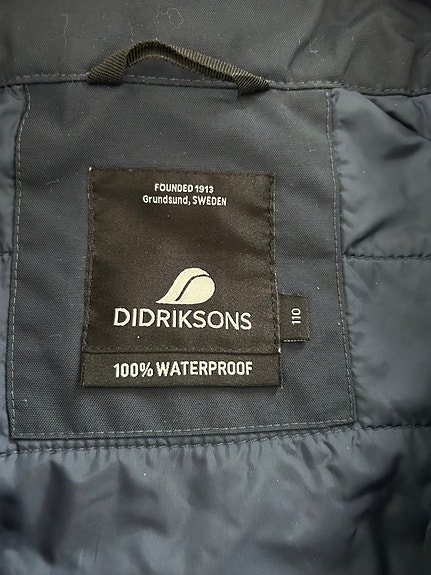 FOUNDED 1913
Grundsund, SWEDEN
DIDRIKSONS
110
100% WATERPROOF